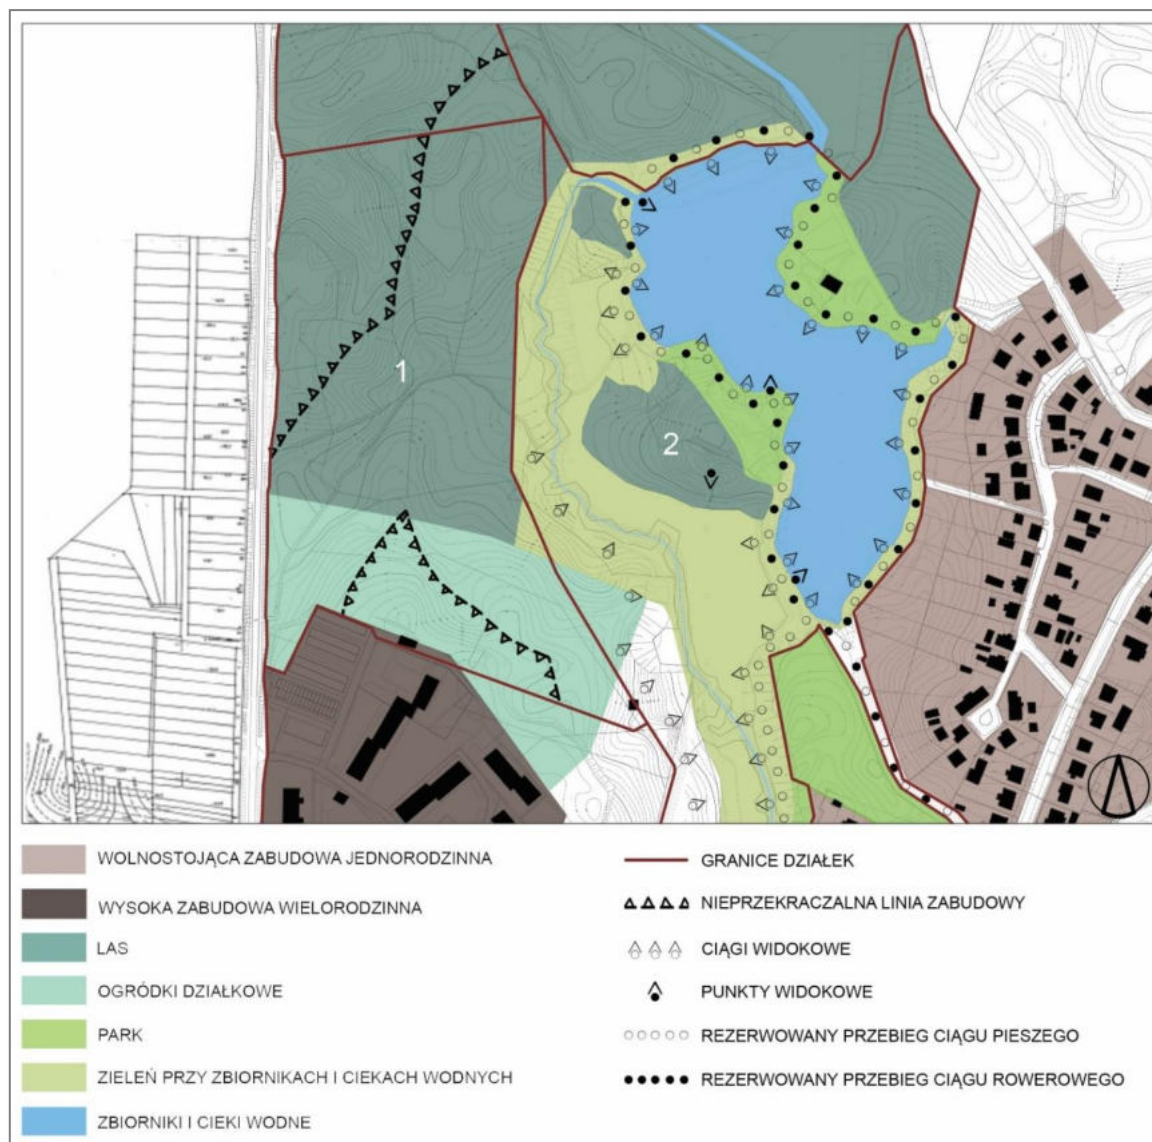 1
2
WOLNOSTOJĄCA ZABUDOWA JEDNORODZINNA
WYSOKA ZABUDOWA WIELORODZINNA
LAS
OGRÓDKI DZIAŁKOWE
PARK
ZIELEŃ PRZY ZBIORNIKACH I CIEKACH WODNYCH
ZBIORNIKI I CIEKI WODNE
GRANICE DZIAŁEK
NIEPRZEKRACZALNA LINIA ZABUDOWY
CIĄGI WIDOKOWE
PUNKTY WIDOKOWE
REZERWOWANY PRZEBIEG CIĄGU PIESZEGO
REZERWOWANY PRZEBIEG CIĄGU ROWEROWEGO